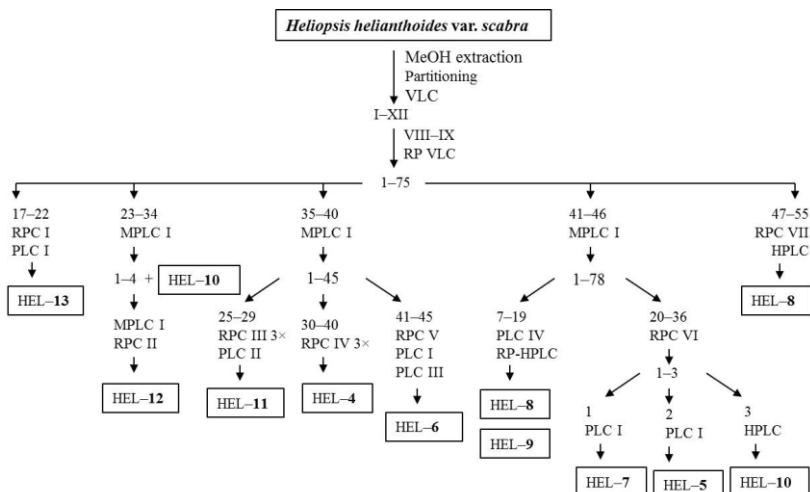 Heliopsis helianthoides var. scabra
MeOH extraction
Partitioning
VLC
I–XII
VIII–IX
RP VLC
1–75
17–22
RPC I
PLC I
HEL–13
23–34
MPLC I
1–4 + HEL–10
MPLC I
RPC II
HEL–12
35–40
MPLC I
1–45
25–29
RPC III 3×
PLC II
HEL–11
30–40
RPC IV 3×
HEL–4
41–45
RPC V
PLC I
PLC III
HEL–6
41–46
MPLC I
1–78
7–19
PLC IV
RP-HPLC
HEL–8
HEL–9
20–36
RPC VI
1–3
1
PLC I
HEL–7
2
PLC I
HEL–5
3
HPLC
HEL–10
47–55
RPC VII
HPLC
HEL–8